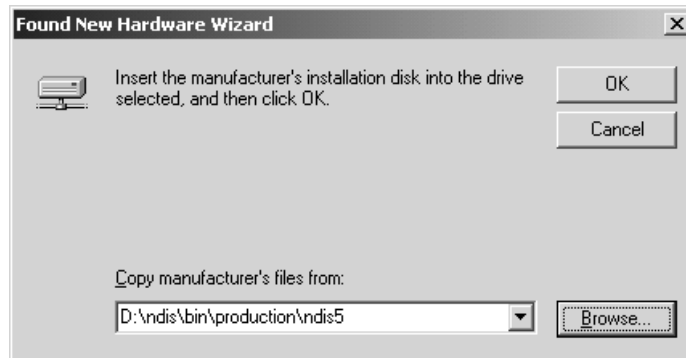 Found New Hardware Wizard
Insert the manufacturer's installation disk into the drive
selected, and then click OK.
OK
Cancel
Copy manufacturer's files from:
D:\ndis\bin\production\ndis5
Browse...